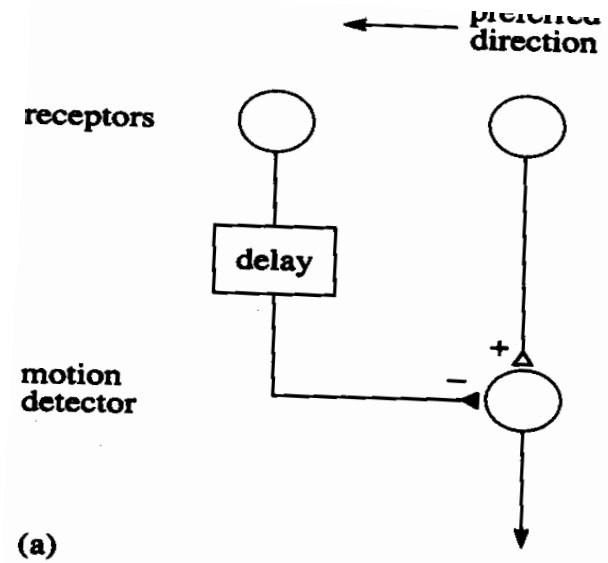 direction
receptors
delay
+
−
motion
detector
(a)